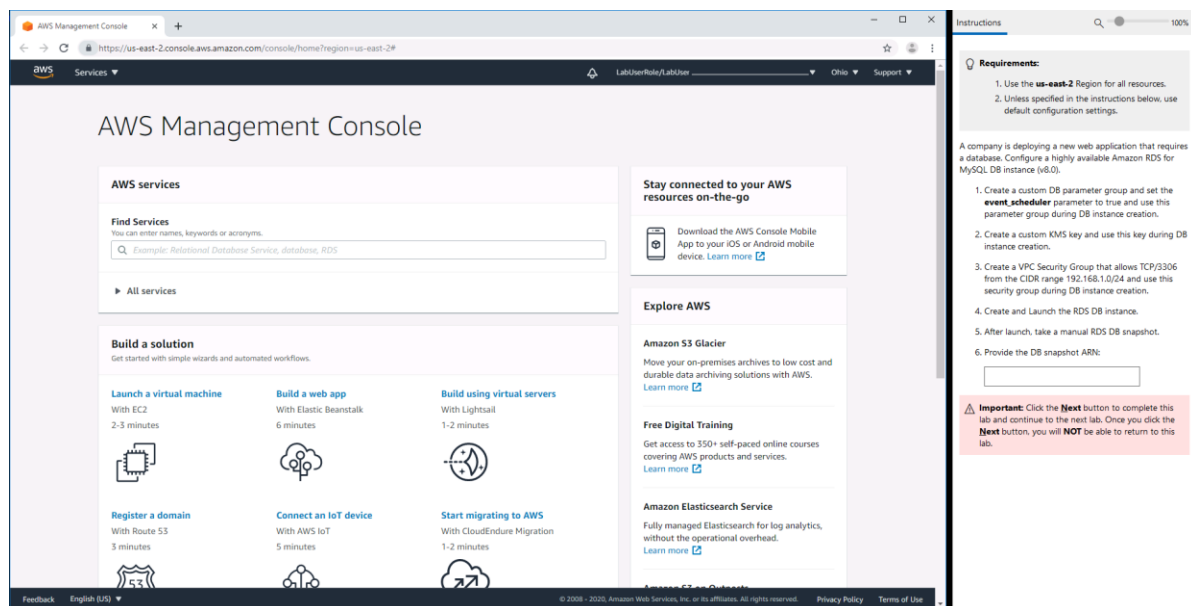 AWS Management Console
https://us-east-2.console.aws.amazon.com/console/home?region=us-east-2#
aws Services ▼ LabUserRole/LabUser ▼ Ohio ▼ Support ▼
AWS Management Console
AWS services
Find Services
You can enter names, keywords or acronyms.
Example: Relational Database Service, database, RDS
All services
Build a solution
Get started with simple wizards and automated workflows.
Launch a virtual machine
With EC2
2-3 minutes
Build a web app
With Elastic Beanstalk
6 minutes
Build using virtual servers
With Lightsail
1-2 minutes
Register a domain
With Route 53
3 minutes
53
Connect an IoT device
With AWS IoT
5 minutes
Start migrating to AWS
With CloudEndure Migration
1-2 minutes
Stay connected to your AWS
resources on-the-go
Download the AWS Console Mobile
App to your iOS or Android mobile
device. Learn more
Explore AWS
Amazon S3 Glacier
Move your on-premises archives to low cost and
durable data archiving solutions with AWS.
Learn more
Free Digital Training
Get access to 350+ self-paced online courses
covering AWS products and services.
Learn more
Amazon Elasticsearch Service
Fully managed Elasticsearch for log analytics,
without the operational overhead.
Learn more
Amazon S3 on Outposts
Feedback English (US) ▼ © 2008 - 2020, Amazon Web Services, Inc. or its affiliates. All rights reserved. Privacy Policy Terms of Use
Instructions 100%
Requirements:
1. Use the us-east-2 Region for all resources.
2. Unless specified in the instructions below, use
default configuration settings.
A company is deploying a new web application that requires
a database. Configure a highly available Amazon RDS for
MySQL DB instance (v8.0).
1. Create a custom DB parameter group and set the
event_scheduler parameter to true and use this
parameter group during DB instance creation.
2. Create a custom KMS key and use this key during DB
instance creation.
3. Create a VPC Security Group that allows TCP/3306
from the CIDR range 192.168.1.0/24 and use this
security group during DB instance creation.
4. Create and Launch the RDS DB instance.
5. After launch, take a manual RDS DB snapshot.
6. Provide the DB snapshot ARN:
Important: Click the Next button to complete this
lab and continue to the next lab. Once you click the
Next button, you will NOT be able to return to this
lab.